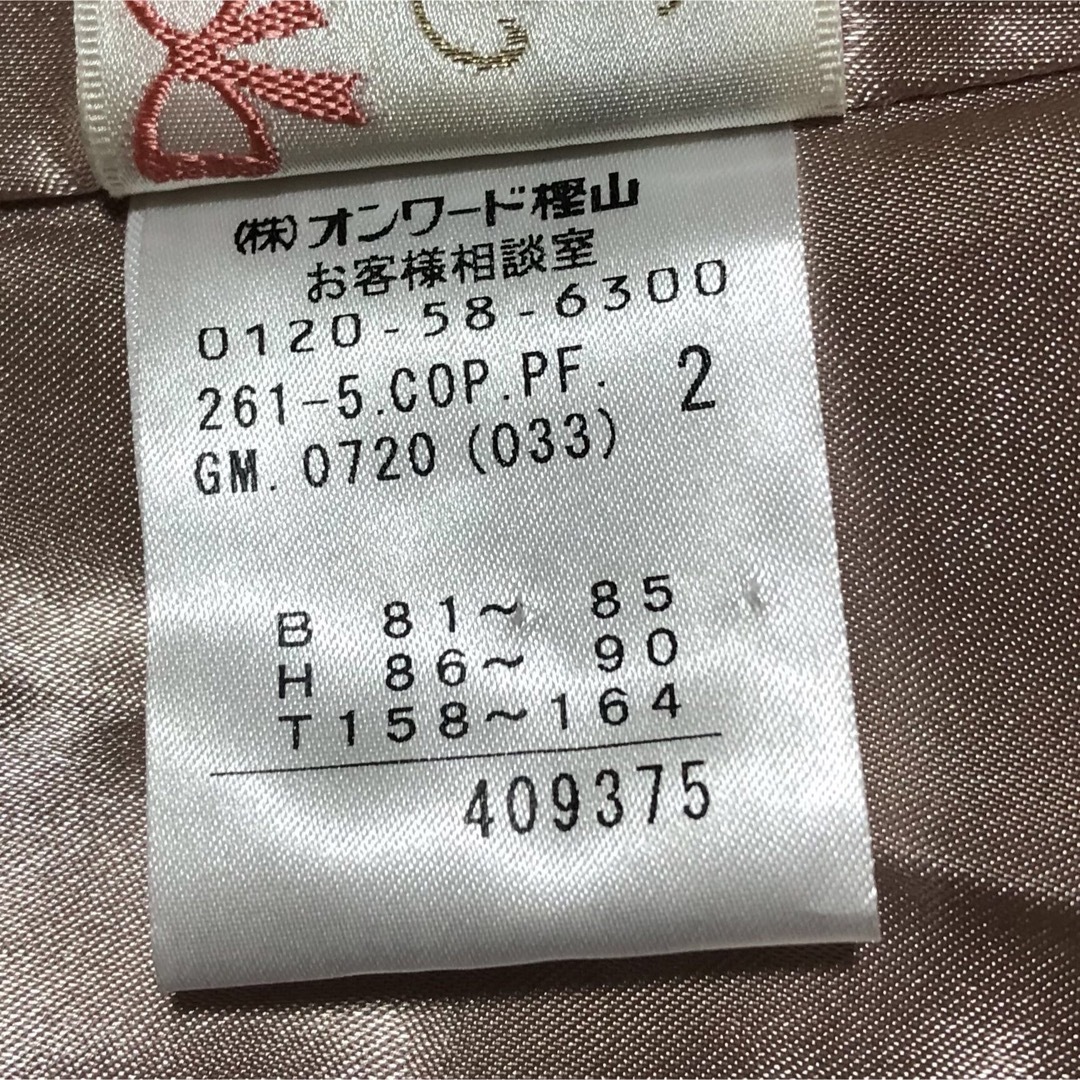 (株)オンワード樫山
お客様相談室
0120-58-6300
261-5.COP.PF. 2
GM. 0720 (033)
B 81~ 85
H 86~ 90
T158~164
409375